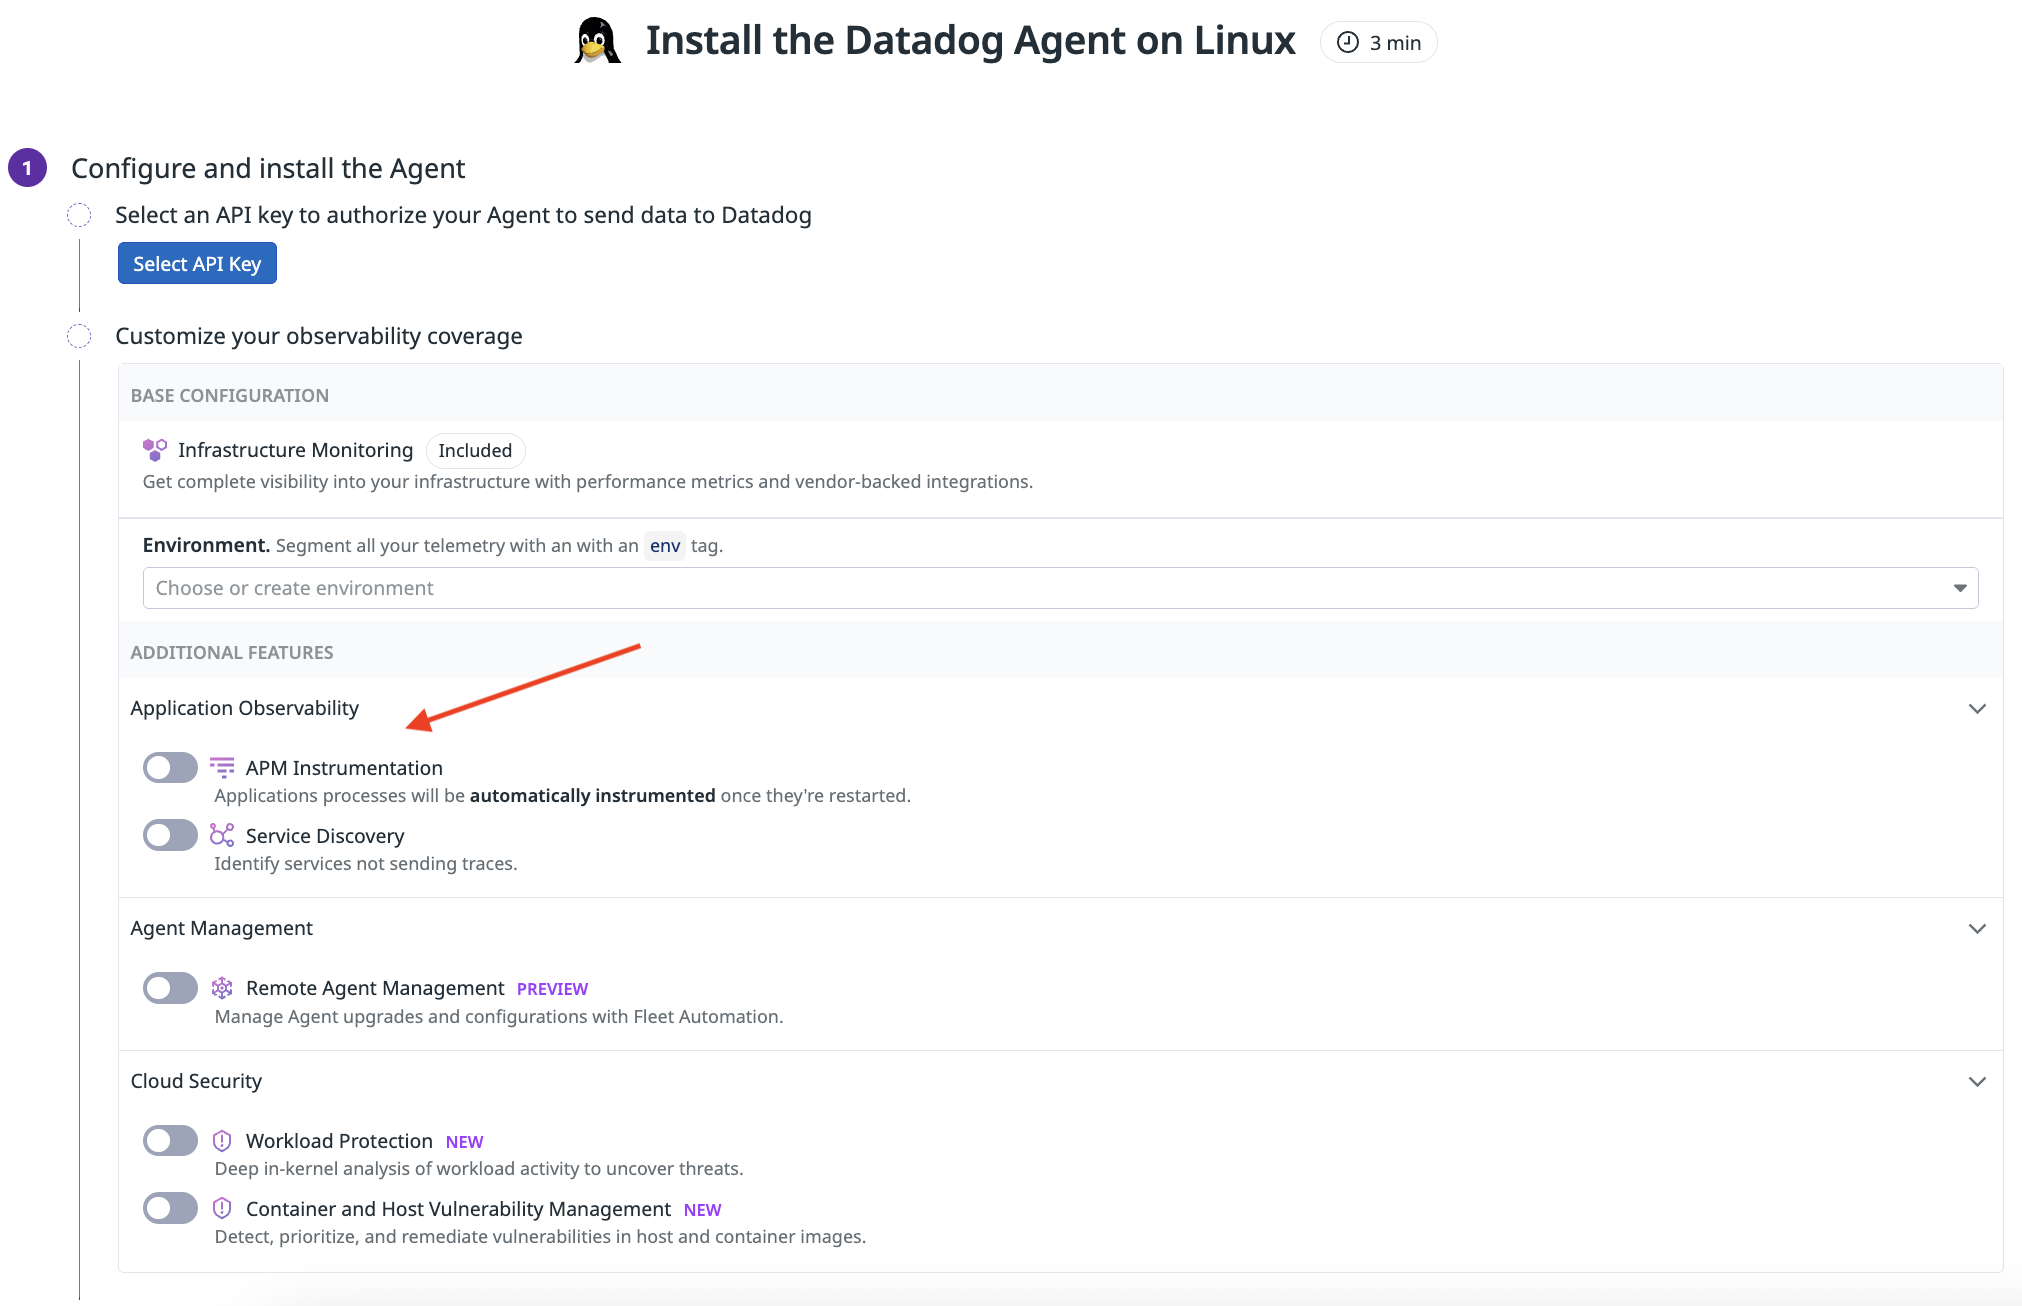 Install the Datadog Agent on Linux
3 min
1
Configure and install the Agent
Select an API key to authorize your Agent to send data to Datadog
Select API Key
Customize your observability coverage
BASE CONFIGURATION
Infrastructure Monitoring Included
Get complete visibility into your infrastructure with performance metrics and vendor-backed integrations.
Environment. Segment all your telemetry with an with an env tag.
Choose or create environment
ADDITIONAL FEATURES
Application Observability
APM Instrumentation
Applications processes will be automatically instrumented once they're restarted.
Service Discovery
Identify services not sending traces.
Agent Management
Remote Agent Management PREVIEW
Manage Agent upgrades and configurations with Fleet Automation.
Cloud Security
Workload Protection NEW
Deep in-kernel analysis of workload activity to uncover threats.
Container and Host Vulnerability Management NEW
Detect, prioritize, and remediate vulnerabilities in host and container images.